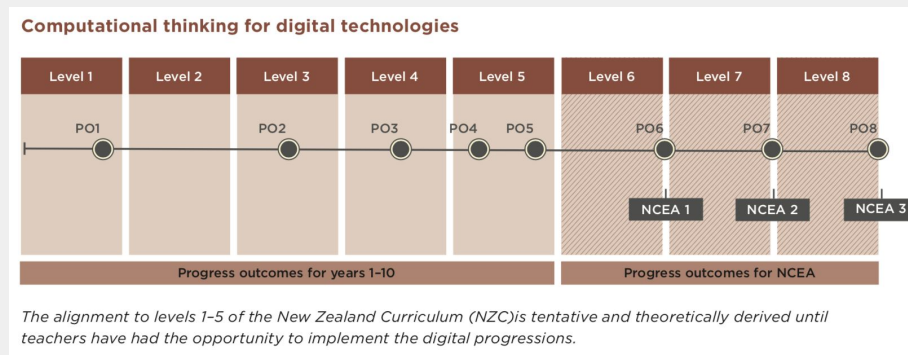 Computational thinking for digital technologies
Level 1 Level 2 Level 3 Level 4 Level 5 Level 6 Level 7 Level 8
PO1 PO2 PO3 PO4 PO5 PO6 PO7 PO8
NCEA 1 NCEA 2 NCEA 3
Progress outcomes for years 1–10 Progress outcomes for NCEA
The alignment to levels 1–5 of the New Zealand Curriculum (NZC)is tentative and theoretically derived until
teachers have had the opportunity to implement the digital progressions.